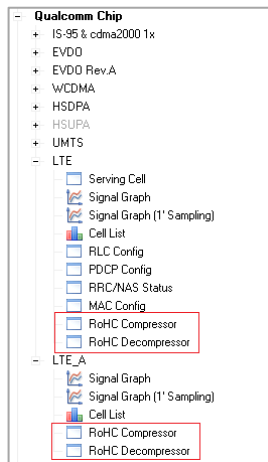 Qualcomm Chip
IS-95 & cdma2000 1x
EVDO
EVDO Rev.A
WCDMA
HSDPA
HSUPA
UMTS
LTE
Serving Cell
Signal Graph
Signal Graph (1' Sampling)
Cell List
RLC Config
PDCP Config
RRC/NAS Status
MAC Config
RoHC Compressor
RoHC Decompressor
LTE_A
Signal Graph
Signal Graph (1' Sampling)
Cell List
RoHC Compressor
RoHC Decompressor